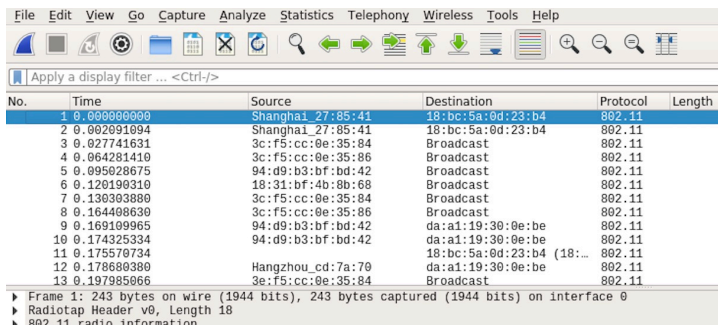 File Edit View Go Capture Analyze Statistics Telephony Wireless Tools Help
Apply a display filter ... <Ctrl-/>
No. Time Source Destination Protocol Length
1 0.000000000 Shanghai_27:85:41 18:bc:5a:0d:23:b4 802.11
2 0.002091094 Shanghai_27:85:41 18:bc:5a:0d:23:b4 802.11
3 0.027741631 3c:f5:cc:0e:35:84 Broadcast 802.11
4 0.064281410 3c:f5:cc:0e:35:86 Broadcast 802.11
5 0.095028675 94:d9:b3:bf:bd:42 Broadcast 802.11
6 0.120190310 18:31:bf:4b:8b:68 Broadcast 802.11
7 0.130303880 3c:f5:cc:0e:35:84 Broadcast 802.11
8 0.164408630 3c:f5:cc:0e:35:86 Broadcast 802.11
9 0.169109965 94:d9:b3:bf:bd:42 da:a1:19:30:0e:be 802.11
10 0.174325334 94:d9:b3:bf:bd:42 da:a1:19:30:0e:be 802.11
11 0.175570734 18:bc:5a:0d:23:b4 (18:… 802.11
12 0.178680380 Hangzhou_cd:7a:70 da:a1:19:30:0e:be 802.11
13 0.197985066 3e:f5:cc:0e:35:84 Broadcast 802.11
Frame 1: 243 bytes on wire (1944 bits), 243 bytes captured (1944 bits) on interface 0
Radiotap Header v0, Length 18
802.11 radio information